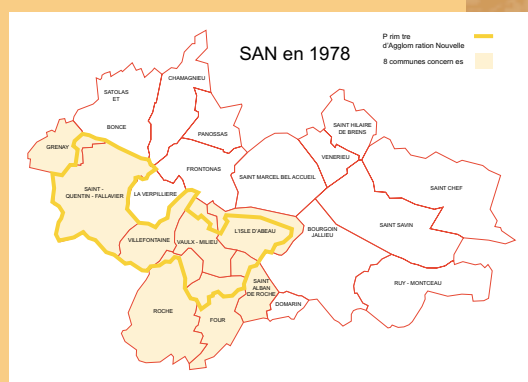 SAN en 1978
P rim tre
d'Agglom ration Nouvelle
8 communes concern es
CHAMAGNIEU
SATOLAS
ET
BONCE
PANOSSAS
GRENAY
SAINT HILAIRE
DE BRENS
VENERIEU
FRONTONAS
SAINT MARCEL BEL ACCUEIL
SAINT CHEF
SAINT -
QUENTIN - FALLAVIER
LA VERPILLIERE
SAINT SAVIN
L'ISLE D'ABEAU
BOURGOIN
JALLIEU
VILLEFONTAINE
VAULX - MILIEU
SAINT
ALBAN
DE ROCHE
RUY - MONTCEAU
DOMARIN
ROCHE
FOUR